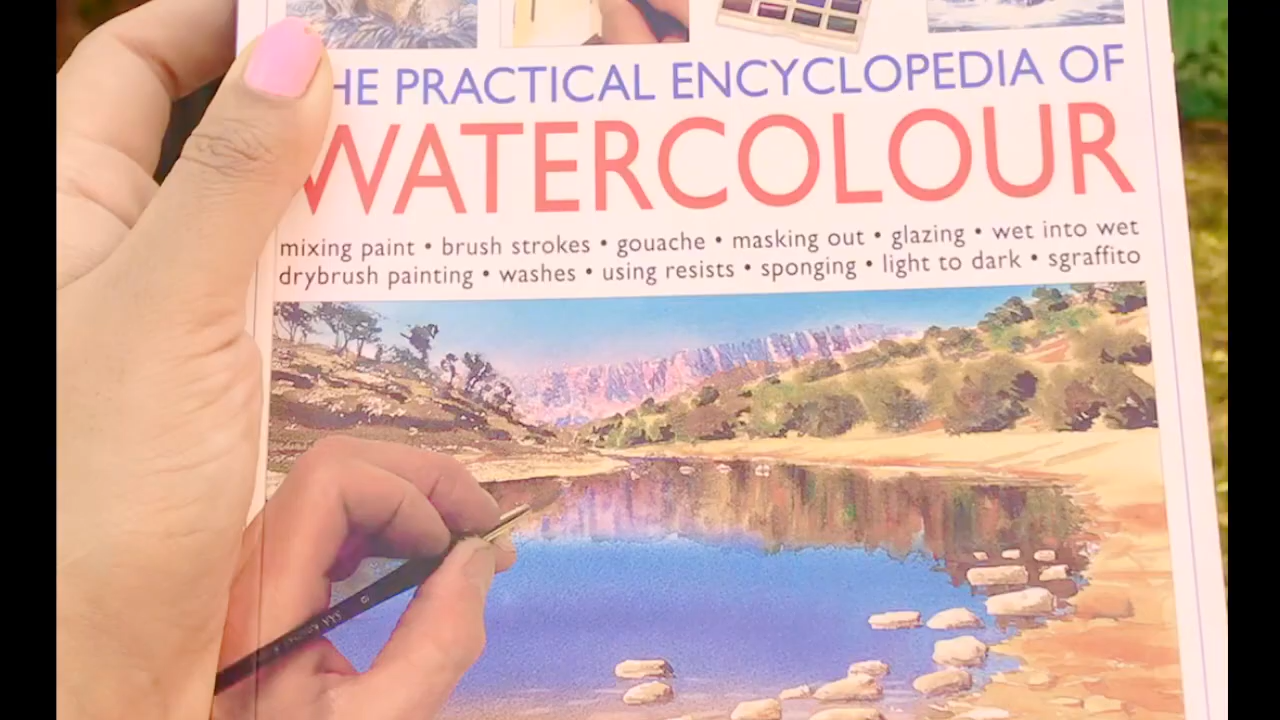 THE PRACTICAL ENCYCLOPEDIA OF
WATERCOLOUR
mixing paint • brush strokes • gouache • masking out • glazing • wet into wet
drybrush painting • washes • using resists • sponging • light to dark • sgraffito